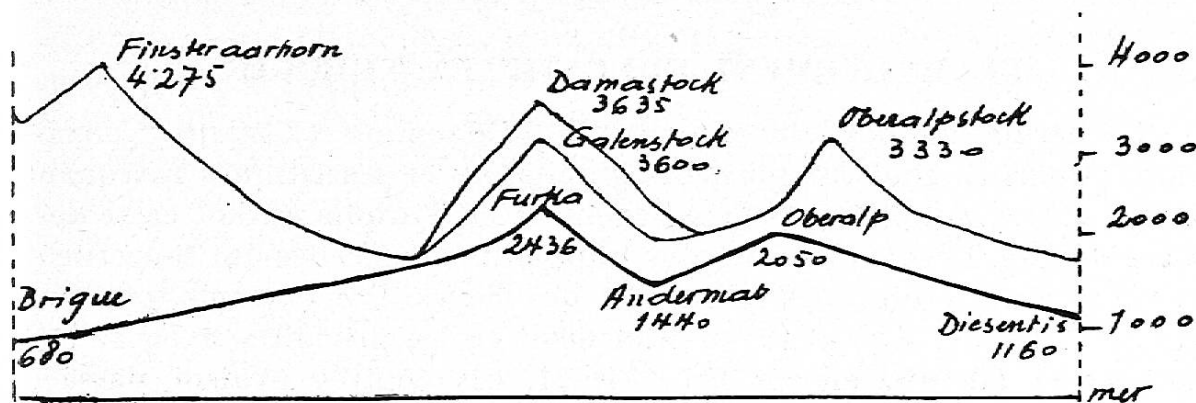 Finsteraarhorn
4275
Damastock
3635
Galenstock
3600
Oberalpstock
3330
Furka
2436
Oberalp
2050
Brigue
680
Andermat
1440
Diesentis
1160
4000
3000
2000
1000
mer